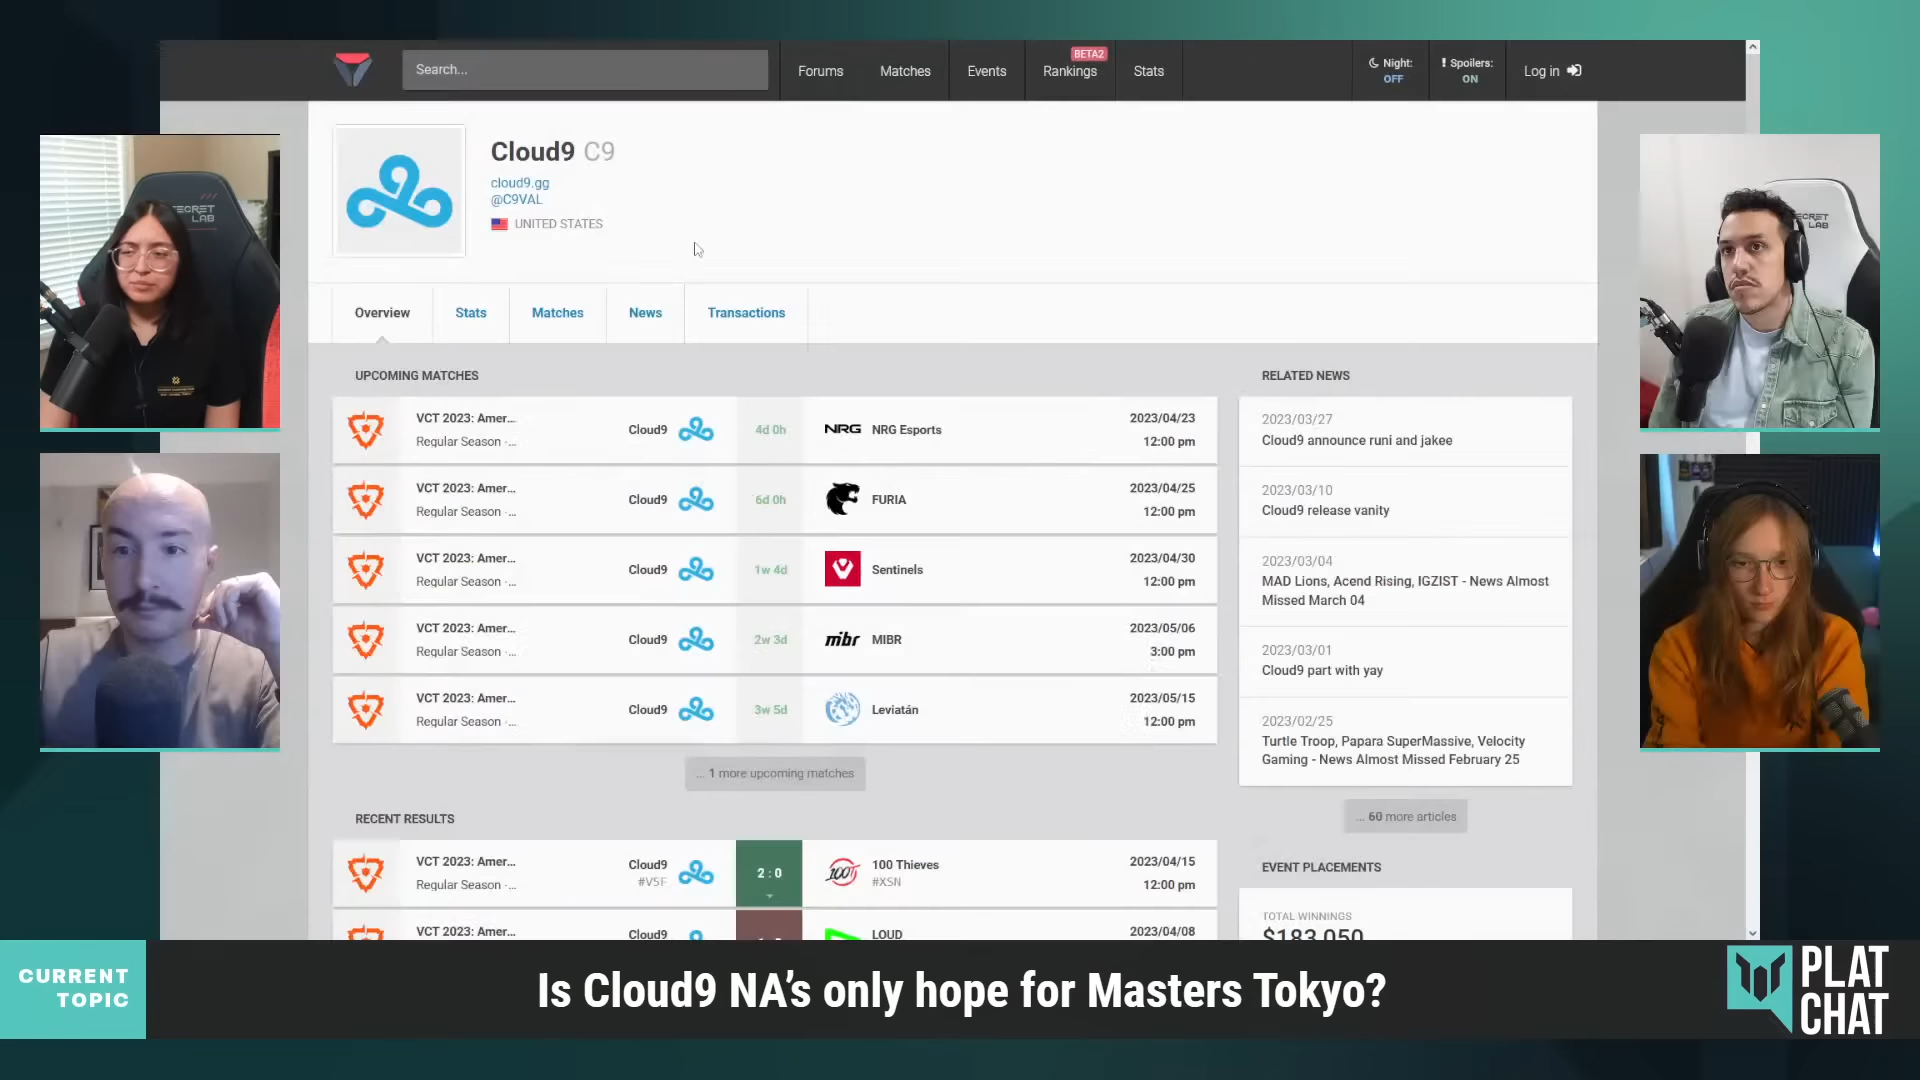 Search...
Forums
Matches
Events
BETA2
Rankings
Stats
Night:
OFF
Spoilers:
ON
Log in
Cloud9 C9
cloud9.gg
@C9VAL
UNITED STATES
Overview
Stats
Matches
News
Transactions
UPCOMING MATCHES
VCT 2023: Amer...
Regular Season -...
Cloud9
4d 0h
NRG
NRG Esports
2023/04/23
12:00 pm
VCT 2023: Amer...
Regular Season -...
Cloud9
6d 0h
FURIA
2023/04/25
12:00 pm
VCT 2023: Amer...
Regular Season -...
Cloud9
1w 4d
Sentinels
2023/04/30
12:00 pm
VCT 2023: Amer...
Regular Season -...
Cloud9
2w 3d
mibr
MIBR
2023/05/06
3:00 pm
VCT 2023: Amer...
Regular Season -...
Cloud9
3w 5d
Leviatán
2023/05/15
12:00 pm
... 1 more upcoming matches
RECENT RESULTS
VCT 2023: Amer...
Regular Season -...
Cloud9
#V5F
2 : 0
100T
100 Thieves
#XSN
2023/04/15
12:00 pm
VCT 2023: Amer...
Cloud9
LOUD
2023/04/08
RELATED NEWS
2023/03/27
Cloud9 announce runi and jakee
2023/03/10
Cloud9 release vanity
2023/03/04
MAD Lions, Acend Rising, IGZIST - News Almost
Missed March 04
2023/03/01
Cloud9 part with yay
2023/02/25
Turtle Troop, Papara SuperMassive, Velocity
Gaming - News Almost Missed February 25
... 60 more articles
EVENT PLACEMENTS
TOTAL WINNINGS
$183,050
SECRET
LAB
SECRET
LAB
CURRENT
TOPIC
Is Cloud9 NA’s only hope for Masters Tokyo?
PLAT
CHAT